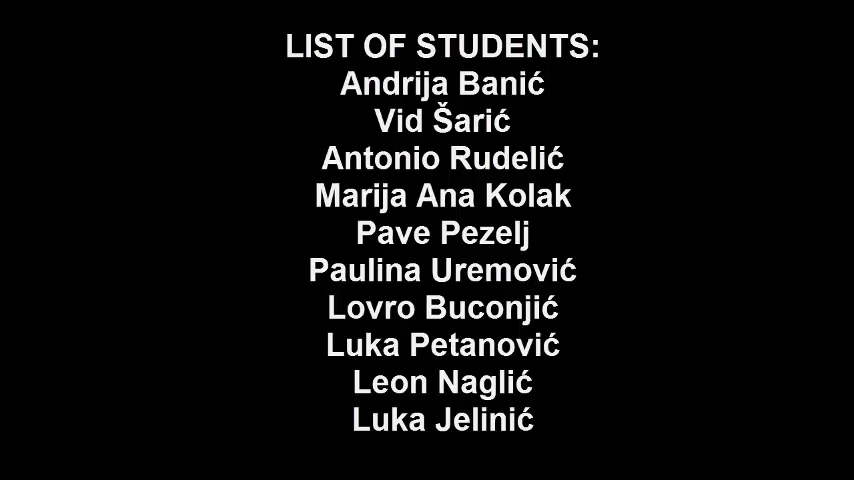 LIST OF STUDENTS:
Andrija Banić
Vid Šarić
Antonio Rudelić
Marija Ana Kolak
Pave Pezelj
Paulina Uremović
Lovro Buconjić
Luka Petanović
Leon Naglić
Luka Jelinić